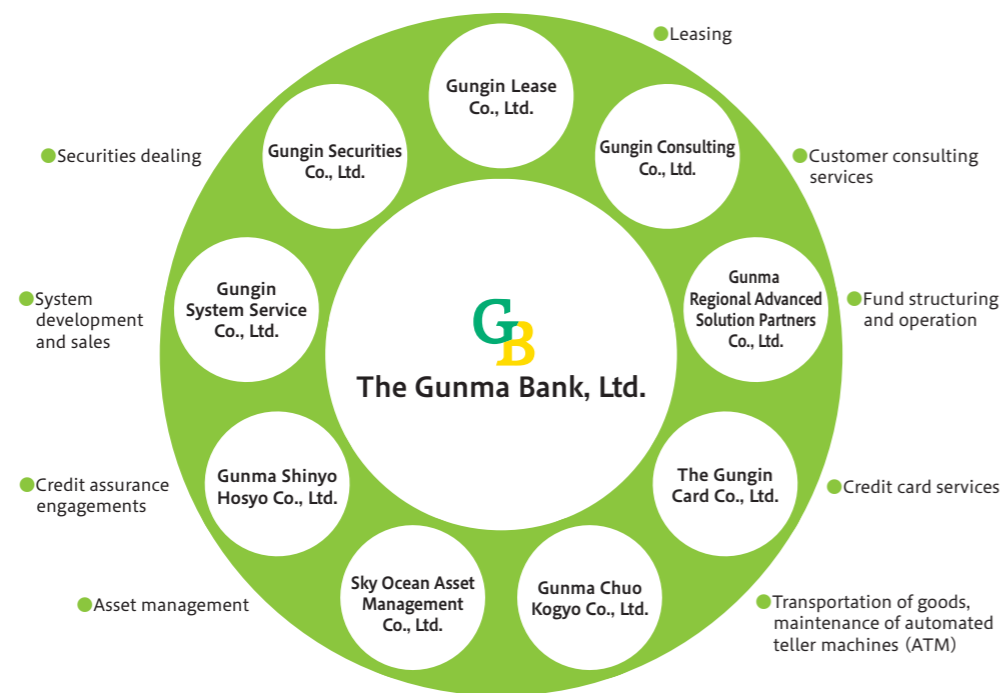 ●Leasing
Gungin Lease
Co., Ltd.
Gungin Securities
Co., Ltd.
Gungin Consulting
Co., Ltd.
●Securities dealing
●Customer consulting
services
Gungin
System Service
Co., Ltd.
Gunma
Regional Advanced
Solution Partners
Co., Ltd.
●System
development
and sales
●Fund structuring
and operation
GB
The Gunma Bank, Ltd.
Gunma Shinyo
Hosyo Co., Ltd.
The Gungin
Card Co., Ltd.
●Credit assurance
engagements
●Credit card services
Sky Ocean Asset
Management
Co., Ltd.
Gunma Chuo
Kogyo Co., Ltd.
●Asset management
●Transportation of goods,
maintenance of automated
teller machines (ATM)